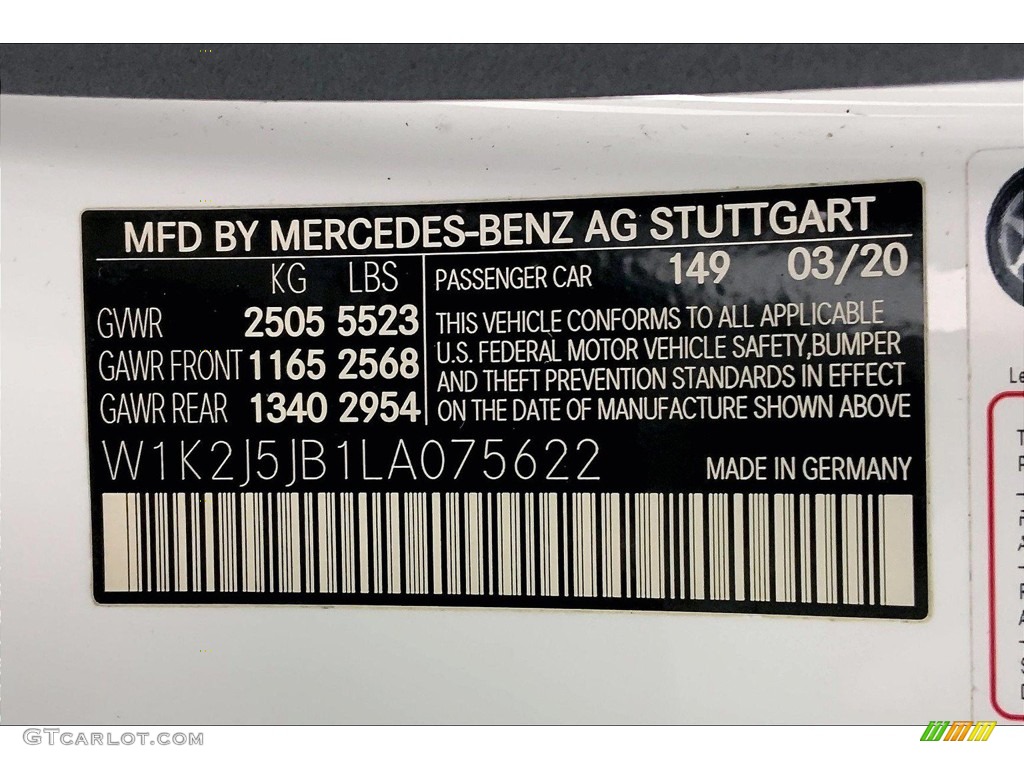 MFD BY MERCEDES-BENZ AG STUTTGART
KG LBS
GVWR 2505 5523
GAWR FRONT 1165 2568
GAWR REAR 1340 2954
PASSENGER CAR 149 03/20
THIS VEHICLE CONFORMS TO ALL APPLICABLE
U.S. FEDERAL MOTOR VEHICLE SAFETY,BUMPER
AND THEFT PREVENTION STANDARDS IN EFFECT
ON THE DATE OF MANUFACTURE SHOWN ABOVE
W1K2J5JB1LA075622
MADE IN GERMANY
GTcarlot.com